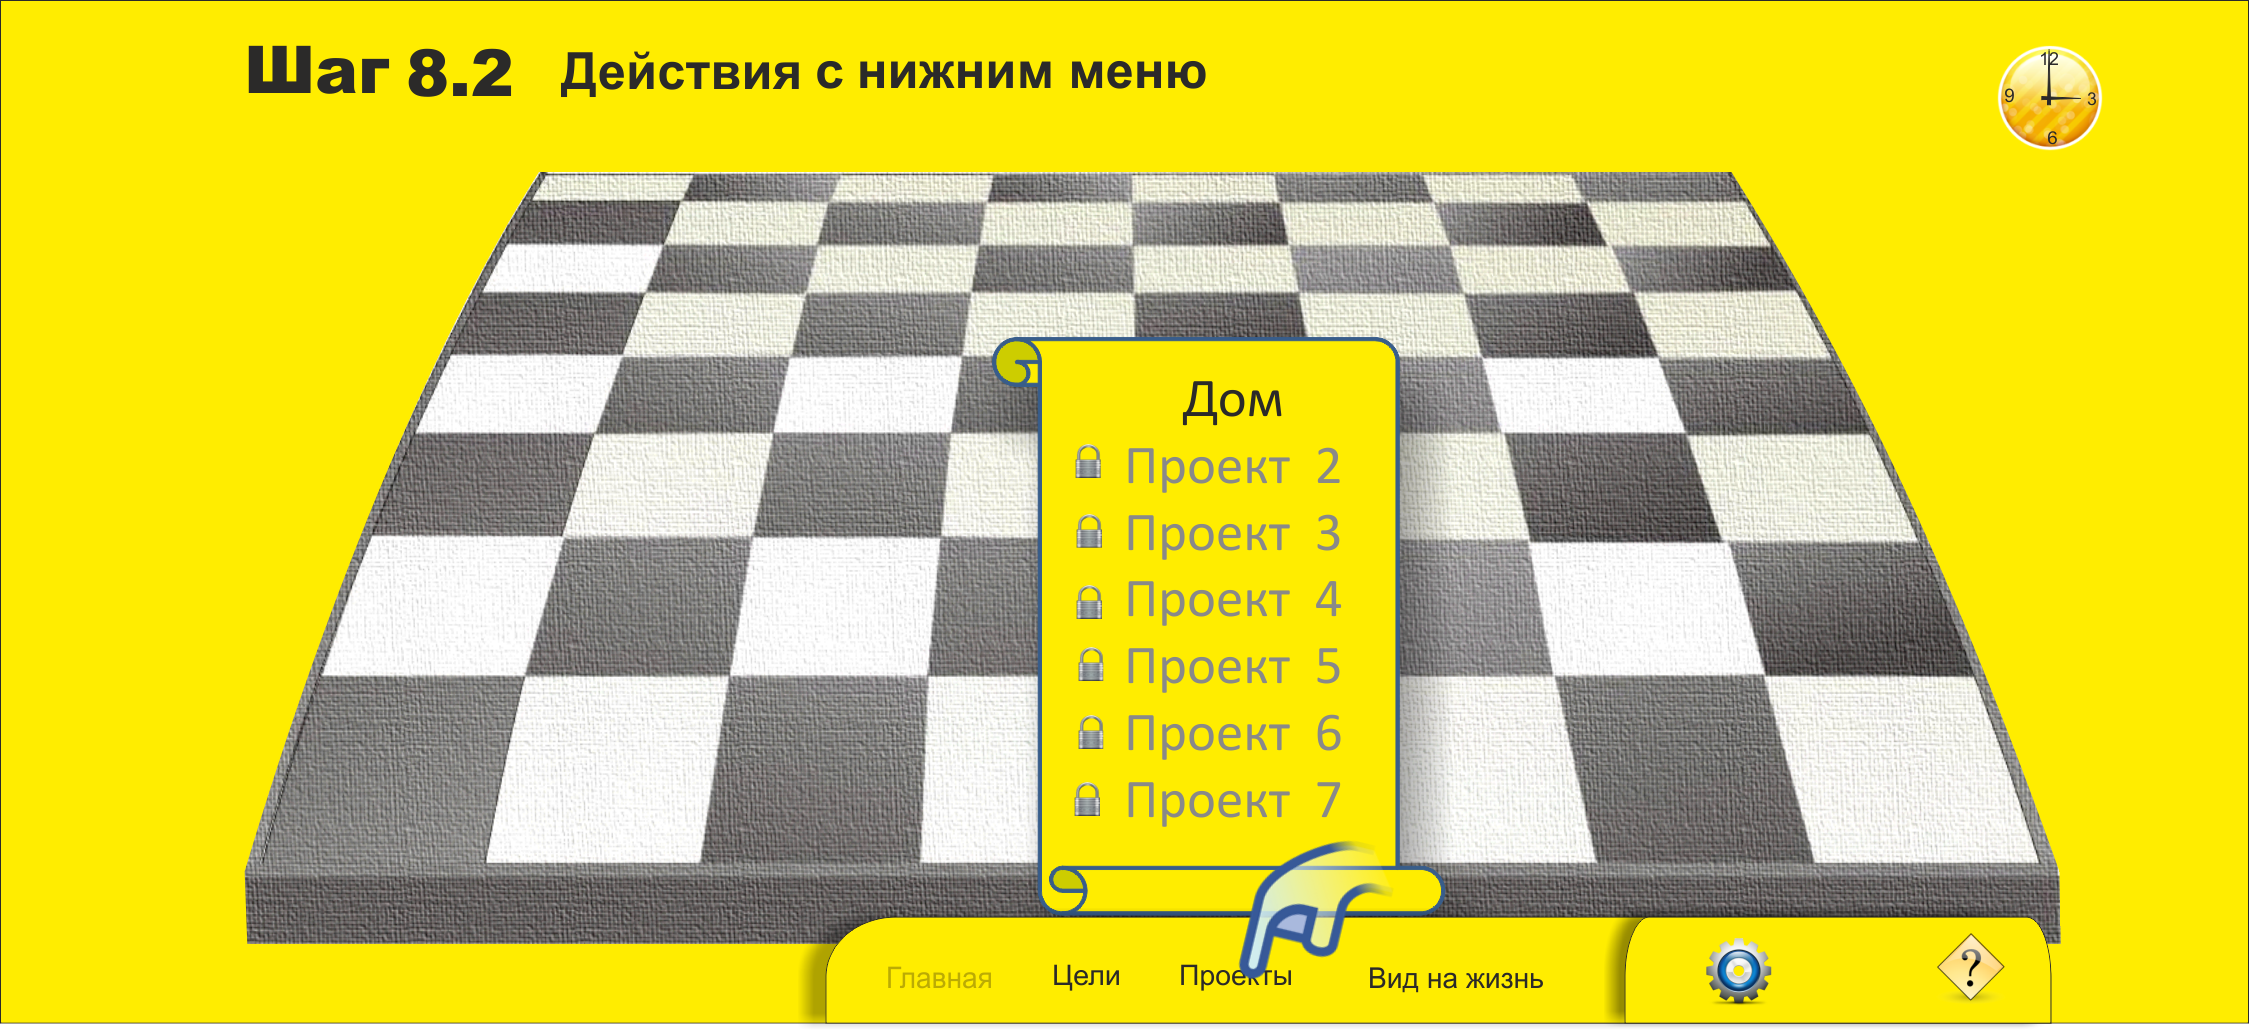 Шаг 8.2 Действия с нижним меню
12
9 3
6
Дом
Проект 2
Проект 3
Проект 4
Проект 5
Проект 6
Проект 7
Главная Цели Проекты Вид на жизнь ?